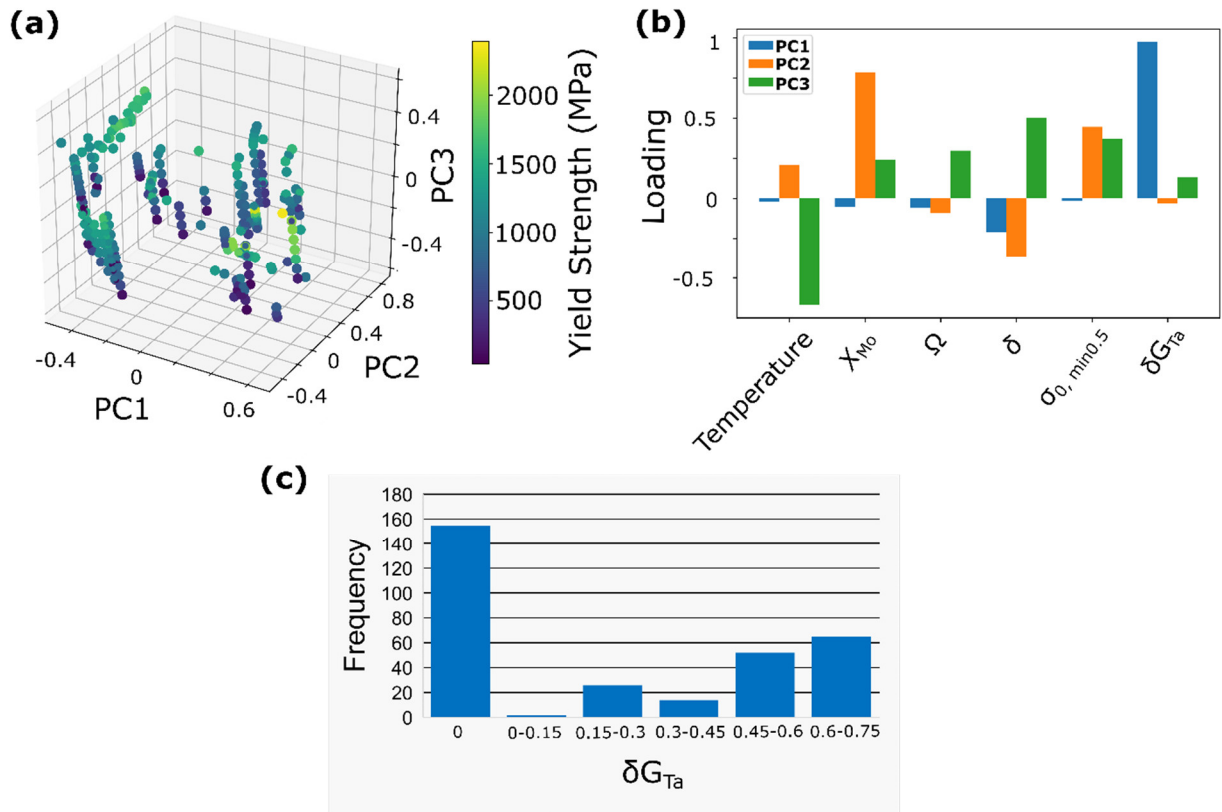 (a)
PC3
0.4
0
-0.4
0.8
0.4
0
-0.4
PC2
-0.4
0
0.6
PC1
2000
1500
1000
500
Yield Strength (MPa)
(b)
PC1
PC2
PC3
Loading
1
0.5
0
-0.5
Temperature
X_Mo
Ω
δ
σ_0, min0.5
δG_Ta
(c)
Frequency
180
160
140
120
100
80
60
40
20
0
0 0-0.15 0.15-0.3 0.3-0.45 0.45-0.6 0.6-0.75
δG_Ta